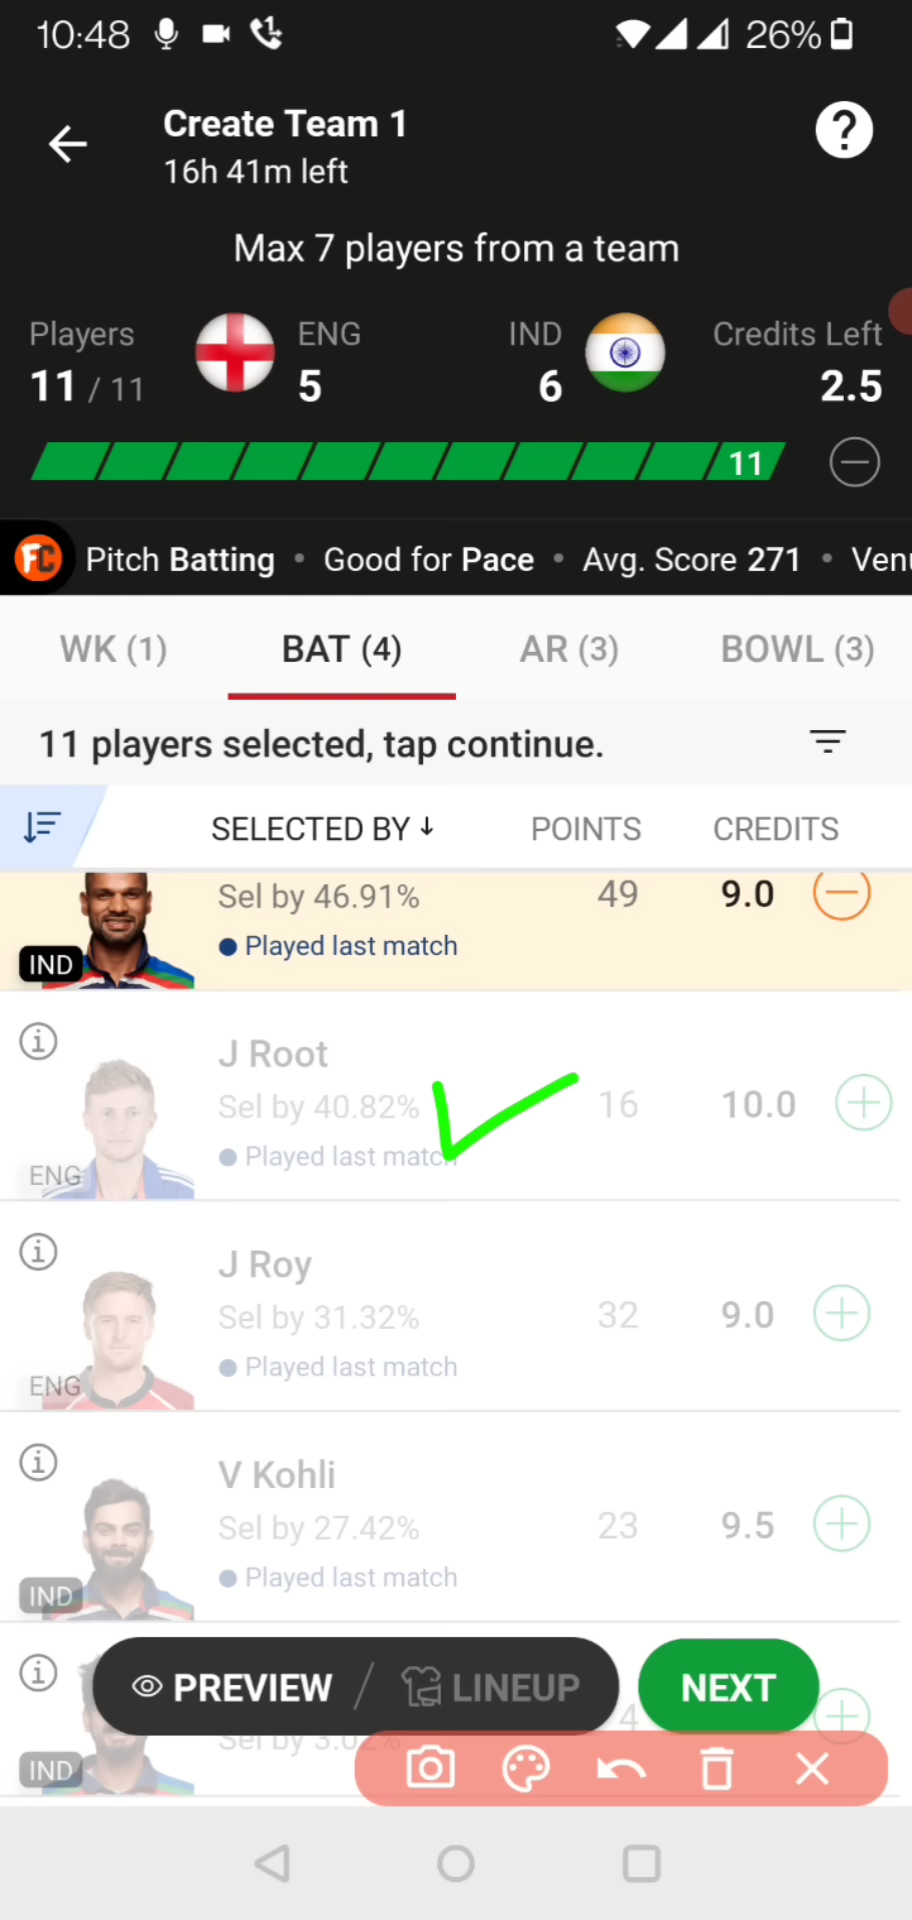 10:48 26%
Create Team 1
16h 41m left
Max 7 players from a team
Players ENG IND Credits Left
11 / 11 5 6 2.5
11
FC Pitch Batting • Good for Pace • Avg. Score 271 •
WK (1) BAT (4) AR (3) BOWL (3)
11 players selected, tap continue.
SELECTED BY ↓ POINTS CREDITS
Sel by 46.91% 49 9.0
Played last match
IND
J Root
Sel by 40.82% 16 10.0
Played last match
ENG
J Roy
Sel by 31.32% 32 9.0
Played last match
ENG
V Kohli
Sel by 27.42% 23 9.5
Played last match
IND
PREVIEW / LINEUP NEXT
4
Sel by
IND